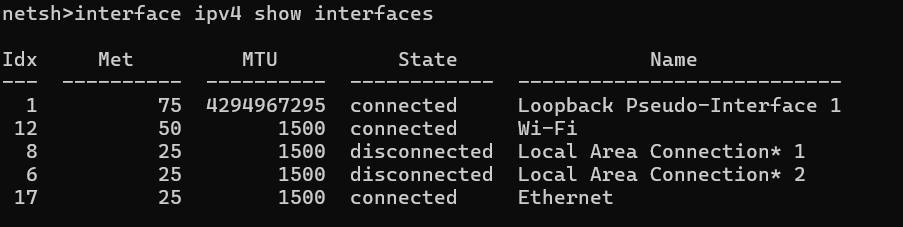 netsh>interface ipv4 show interfaces
Idx     Met         MTU          State                Name
---  ----------  ----------  ------------  ---------------------------
  1          75  4294967295  connected     Loopback Pseudo-Interface 1
 12          50        1500  connected     Wi-Fi
  8          25        1500  disconnected  Local Area Connection* 1
  6          25        1500  disconnected  Local Area Connection* 2
 17          25        1500  connected     Ethernet